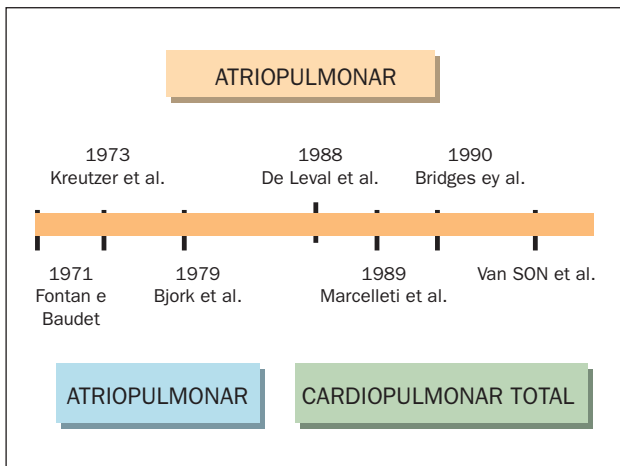 ATRIOPULMONAR
1973
Kreutzer et al.
1988
De Leval et al.
1990
Bridges ey al.
1971
Fontan e
Baudet
1979
Bjork et al.
1989
Marcelleti et al.
Van SON et al.
ATRIOPULMONAR
CARDIOPULMONAR TOTAL